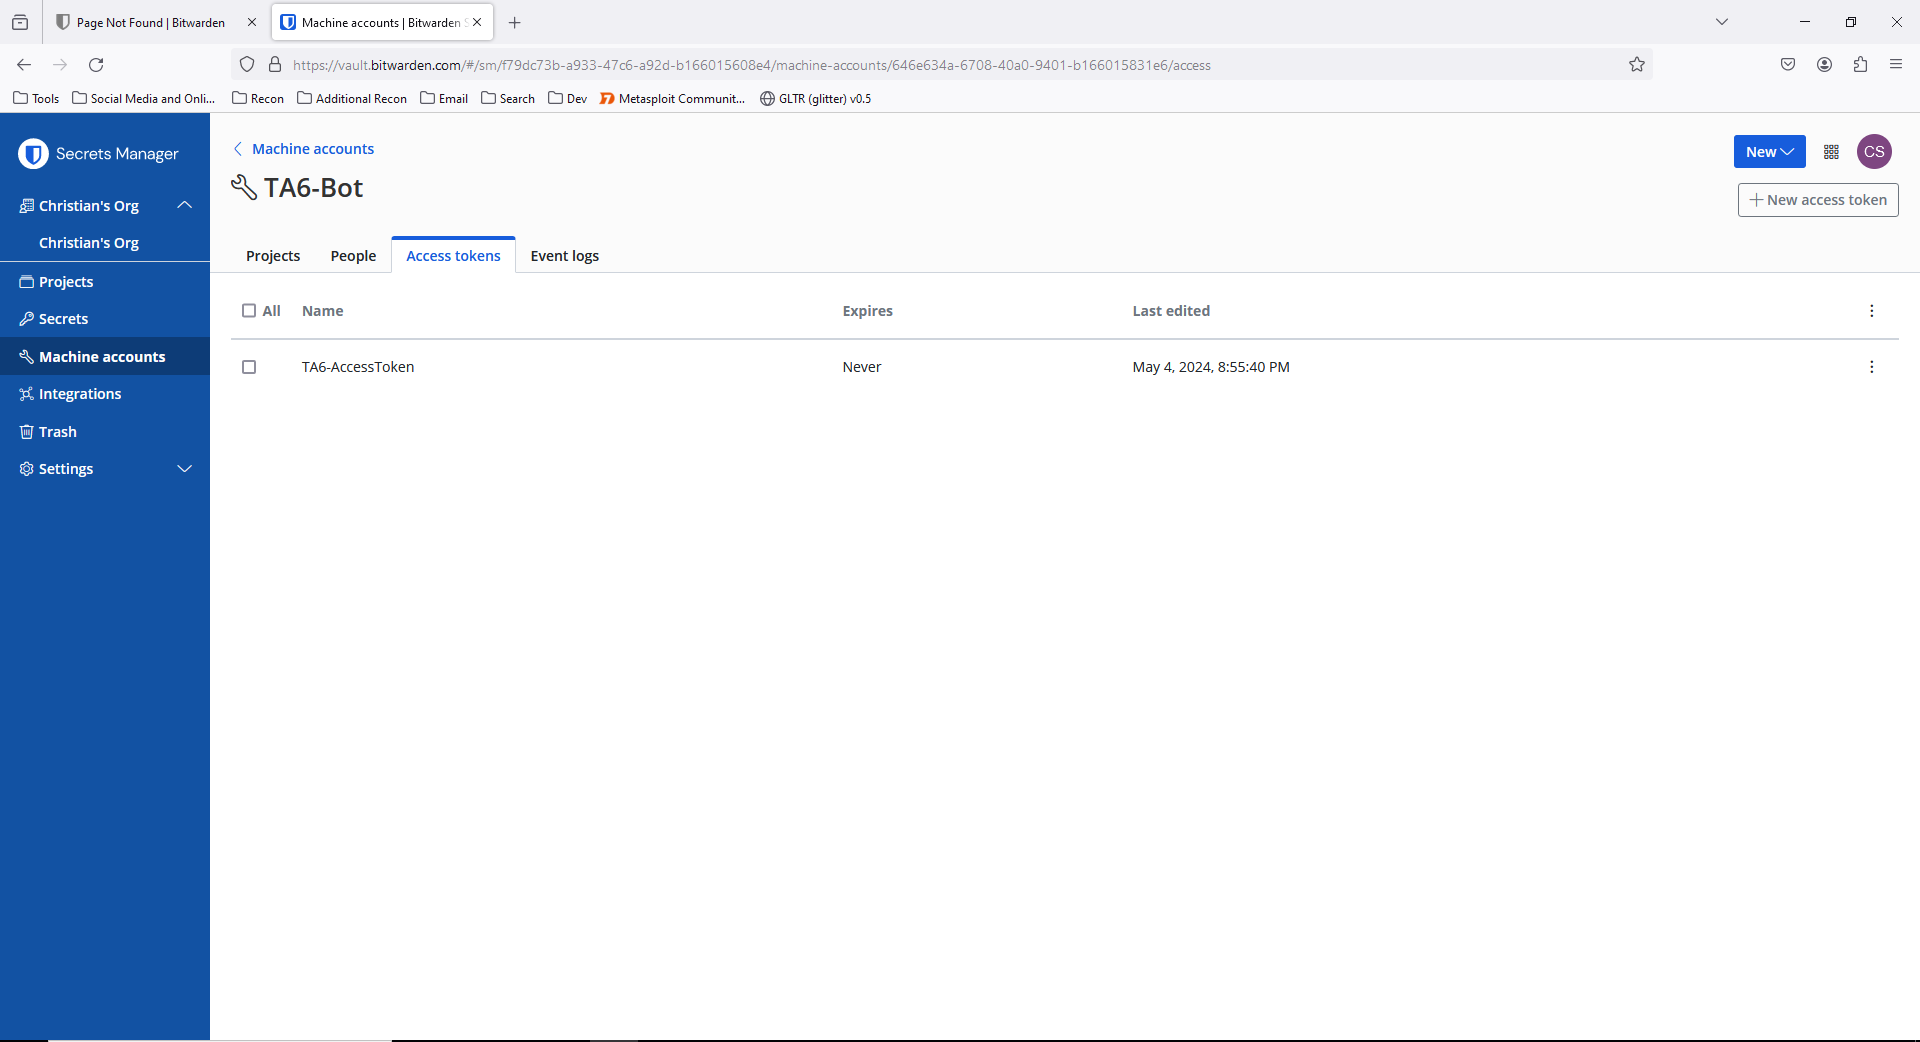 Page Not Found | Bitwarden
Machine accounts | Bitwarden S
https://vault.bitwarden.com/#/sm/f79dc73b-a933-47c6-a92d-b166015608e4/machine-accounts/646e634a-6708-40a0-9401-b166015831e6/access
Tools Social Media and Onli... Recon Additional Recon Email Search Dev Metasploit Communit... GLTR (glitter) v0.5
Secrets Manager
Christian's Org
Christian's Org
Projects
Secrets
Machine accounts
Integrations
Trash
Settings
Machine accounts
TA6-Bot
New
CS
New access token
Projects People Access tokens Event logs
All Name Expires Last edited
TA6-AccessToken Never May 4, 2024, 8:55:40 PM